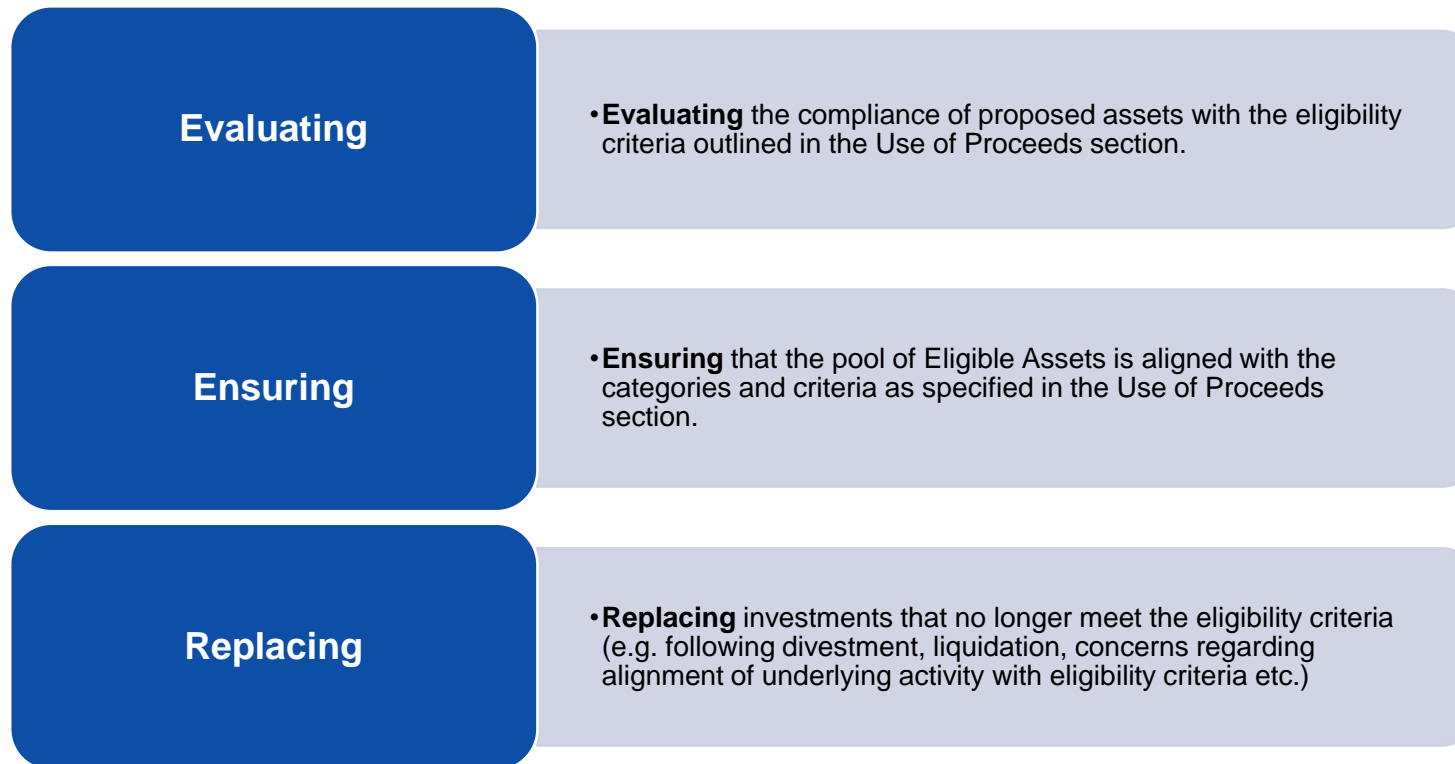 Evaluating
•Evaluating the compliance of proposed assets with the eligibility
criteria outlined in the Use of Proceeds section.
Ensuring
•Ensuring that the pool of Eligible Assets is aligned with the
categories and criteria as specified in the Use of Proceeds
section.
Replacing
•Replacing investments that no longer meet the eligibility criteria
(e.g. following divestment, liquidation, concerns regarding
alignment of underlying activity with eligibility criteria etc.)